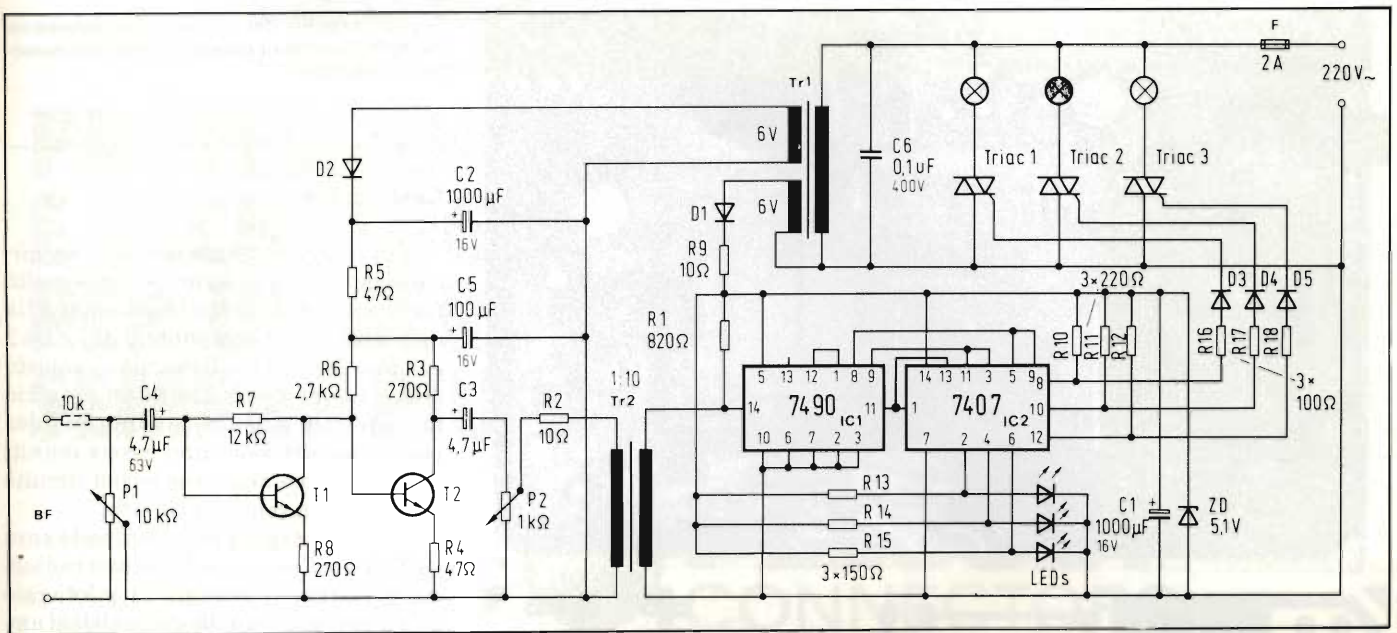 F
2A
220V~
Tr1
6V
6V
C6
0,1uF
400V
Triac 1
Triac 2
Triac 3
D2
C2
1000µF
+
16V
R5
47Ω
C5
100µF
+
16V
D1
R9
10Ω
R1
820Ω
3×220Ω
R10
R11
R12
D3
D4
D5
R16
R17
R18
3×
100Ω
R6
2,7kΩ
R3
270Ω
C3
+
4,7µF
R2
10Ω
1:10
Tr2
10k
C4
+
4,7µF
63V
R7
12kΩ
BF
P1
10kΩ
T1
R8
270Ω
T2
R4
47Ω
P2
1kΩ
5 13 12 1 8 9
14 7490 11
IC1
10 6 7 2 3
14 13 11 3 5 9
8
1 7407 10
IC2
12
7 2 4 6
R13
R14
R15
3×150Ω
LEDs
C1
+
1000µF
16V
ZD
5,1V